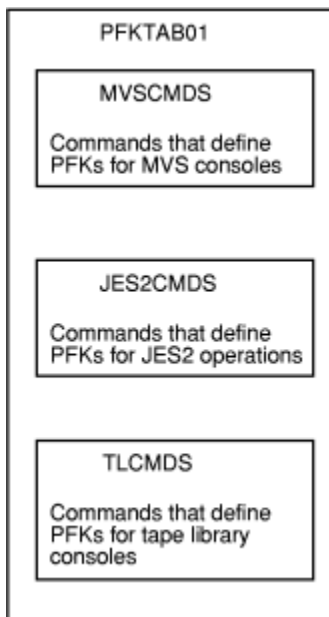 PFKTAB01
MVSCMDS
Commands that define
PFKs for MVS consoles
JES2CMDS
Commands that define
PFKs for JES2 operations
TLCMDS
Commands that define
PFKs for tape library
consoles